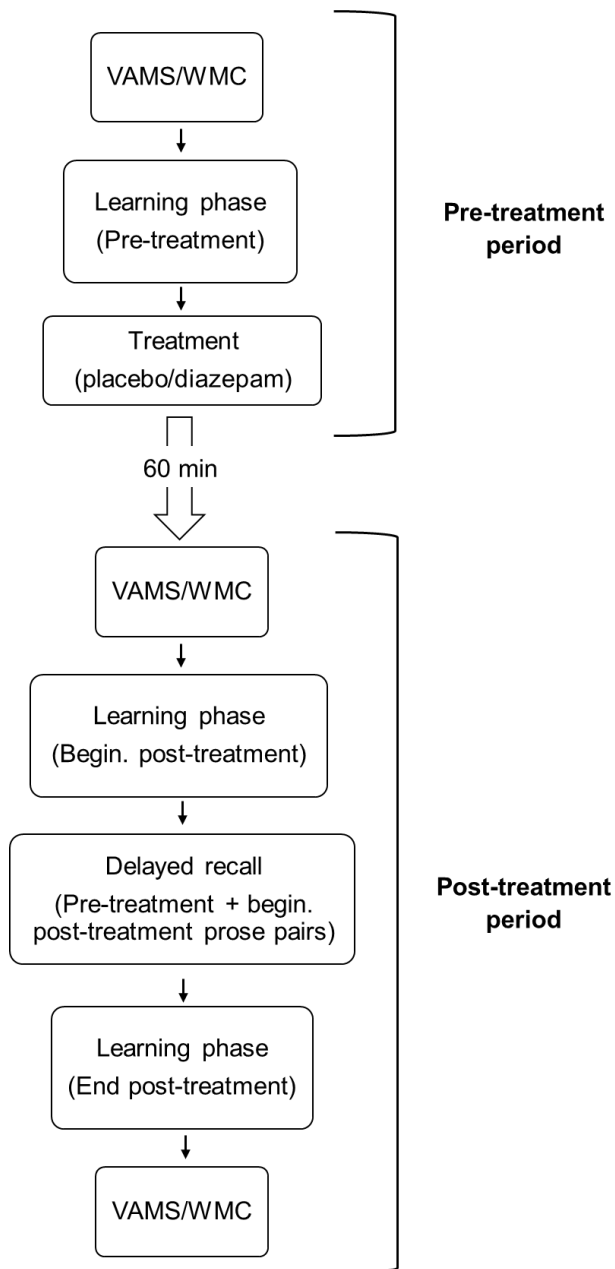 VAMS/WMC
Learning phase
(Pre-treatment)
Treatment
(placebo/diazepam)
Pre-treatment
period
60 min
VAMS/WMC
Learning phase
(Begin. post-treatment)
Delayed recall
(Pre-treatment + begin.
post-treatment prose pairs)
Learning phase
(End post-treatment)
VAMS/WMC
Post-treatment
period